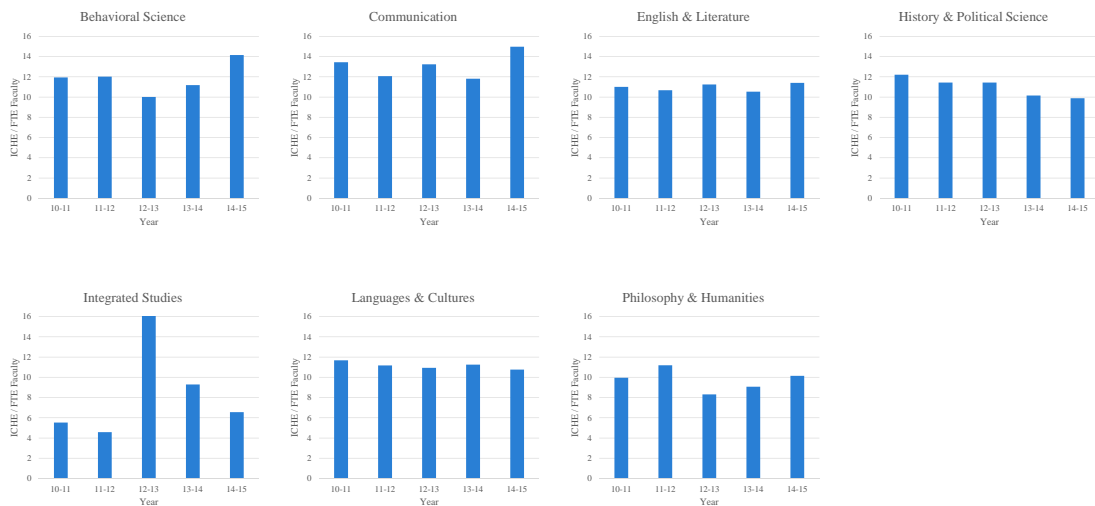 Behavioral Science
16
14
12
10
8
6
4
2
0
ICHE / FTE Faculty
10-11 11-12 12-13 13-14 14-15
Year
Communication
16
14
12
10
8
6
4
2
0
ICHE / FTE Faculty
10-11 11-12 12-13 13-14 14-15
Year
English & Literature
16
14
12
10
8
6
4
2
0
ICHE / FTE Faculty
10-11 11-12 12-13 13-14 14-15
Year
History & Political Science
16
14
12
10
8
6
4
2
0
ICHE / FTE Faculty
10-11 11-12 12-13 13-14 14-15
Year
Integrated Studies
16
14
12
10
8
6
4
2
0
ICHE / FTE Faculty
10-11 11-12 12-13 13-14 14-15
Year
Languages & Cultures
16
14
12
10
8
6
4
2
0
ICHE / FTE Faculty
10-11 11-12 12-13 13-14 14-15
Year
Philosophy & Humanities
16
14
12
10
8
6
4
2
0
ICHE / FTE Faculty
10-11 11-12 12-13 13-14 14-15
Year